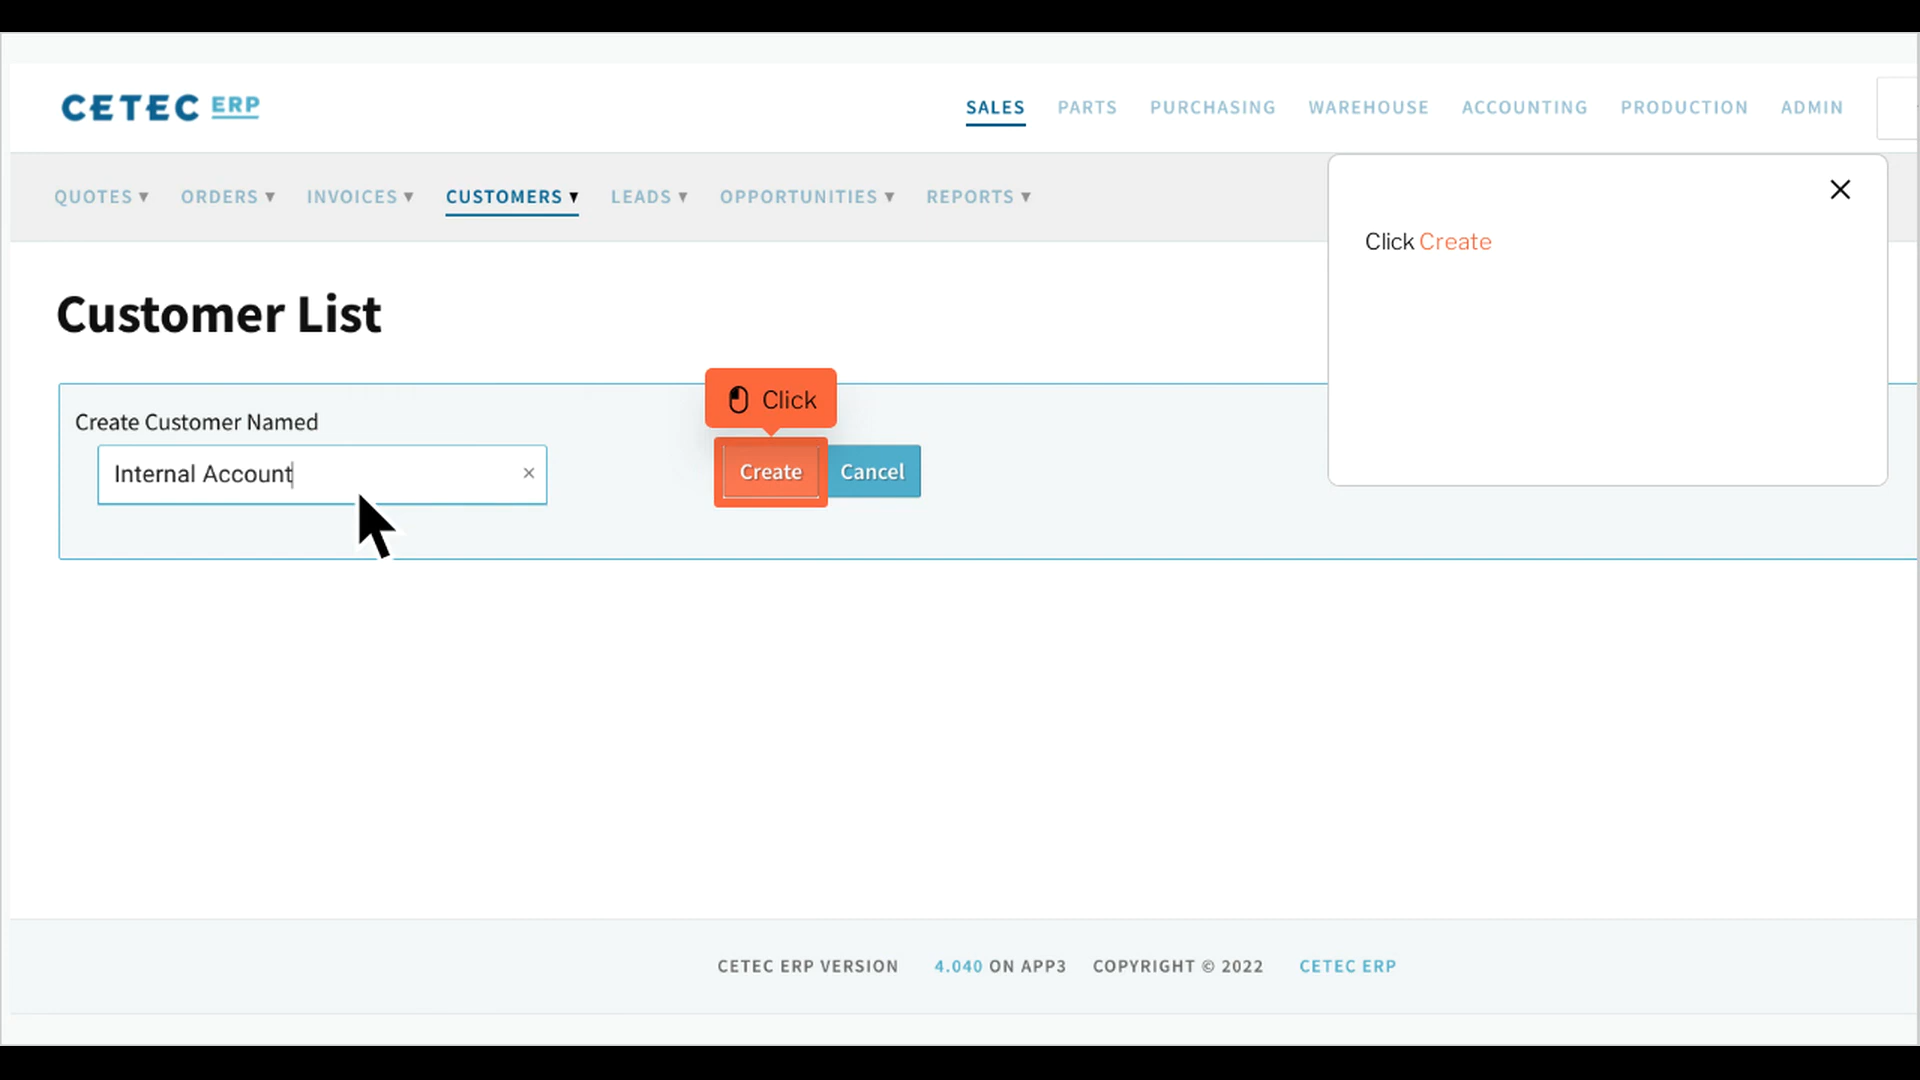 CETEC ERP
SALES PARTS PURCHASING WAREHOUSE ACCOUNTING PRODUCTION ADMIN
QUOTES ▾ ORDERS ▾ INVOICES ▾ CUSTOMERS ▾ LEADS ▾ OPPORTUNITIES ▾ REPORTS ▾
Click Create
Customer List
Click
Create Customer Named
Internal Account ×
Create Cancel
CETEC ERP VERSION 4.040 ON APP3 COPYRIGHT © 2022 CETEC ERP